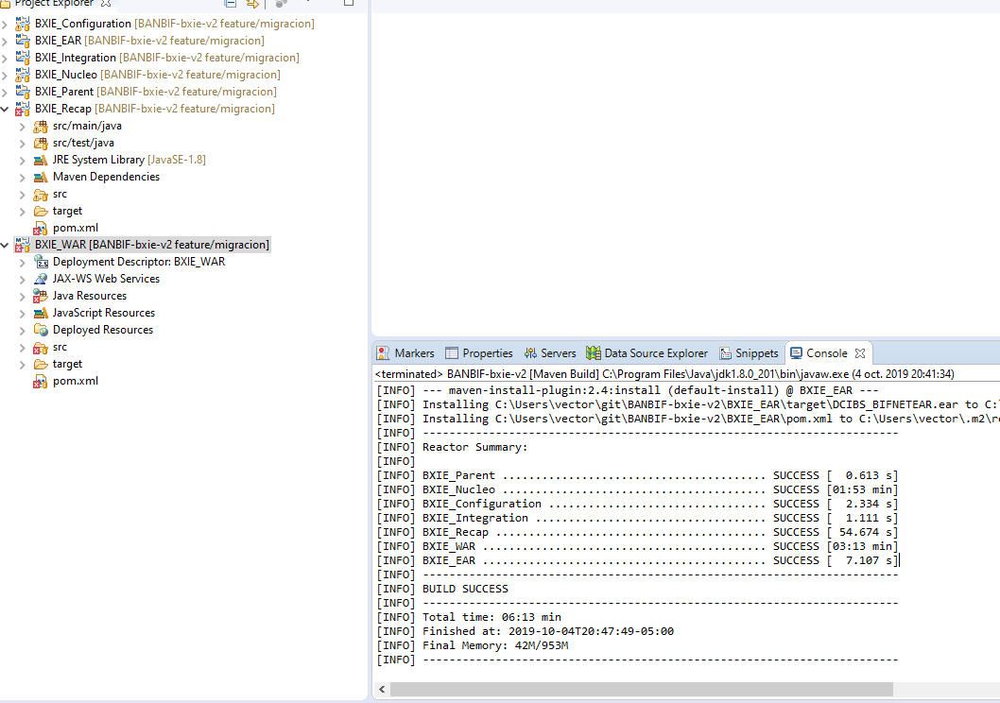 Project Explorer
BXIE_Configuration [BANBIF-bxie-v2 feature/migracion]
BXIE_EAR [BANBIF-bxie-v2 feature/migracion]
BXIE_Integration [BANBIF-bxie-v2 feature/migracion]
BXIE_Nucleo [BANBIF-bxie-v2 feature/migracion]
BXIE_Parent [BANBIF-bxie-v2 feature/migracion]
BXIE_Recap [BANBIF-bxie-v2 feature/migracion]
src/main/java
src/test/java
JRE System Library [JavaSE-1.8]
Maven Dependencies
src
target
pom.xml
BXIE_WAR [BANBIF-bxie-v2 feature/migracion]
Deployment Descriptor: BXIE_WAR
JAX-WS Web Services
Java Resources
JavaScript Resources
Deployed Resources
src
target
pom.xml
Markers Properties Servers Data Source Explorer Snippets Console
<terminated> BANBIF-bxie-v2 [Maven Build] C:\Program Files\Java\jdk1.8.0_201\bin\javaw.exe (4 oct. 2019 20:41:34)
[INFO] --- maven-install-plugin:2.4:install (default-install) @ BXIE_EAR ---
[INFO] Installing C:\Users\vector\git\BANBIF-bxie-v2\BXIE_EAR\target\DCIBS_BIFNETEAR.ear to C:\
[INFO] Installing C:\Users\vector\git\BANBIF-bxie-v2\BXIE_EAR\pom.xml to C:\Users\vector\.m2\re
[INFO] ------------------------------------------------------------------------
[INFO] Reactor Summary:
[INFO]
[INFO] BXIE_Parent ........................................ SUCCESS [  0.613 s]
[INFO] BXIE_Nucleo ........................................ SUCCESS [01:53 min]
[INFO] BXIE_Configuration ................................. SUCCESS [  2.334 s]
[INFO] BXIE_Integration ................................... SUCCESS [  1.111 s]
[INFO] BXIE_Recap ......................................... SUCCESS [ 54.674 s]
[INFO] BXIE_WAR ........................................... SUCCESS [03:13 min]
[INFO] BXIE_EAR ........................................... SUCCESS [  7.107 s]
[INFO] ------------------------------------------------------------------------
[INFO] BUILD SUCCESS
[INFO] ------------------------------------------------------------------------
[INFO] Total time: 06:13 min
[INFO] Finished at: 2019-10-04T20:47:49-05:00
[INFO] Final Memory: 42M/953M
[INFO] ------------------------------------------------------------------------